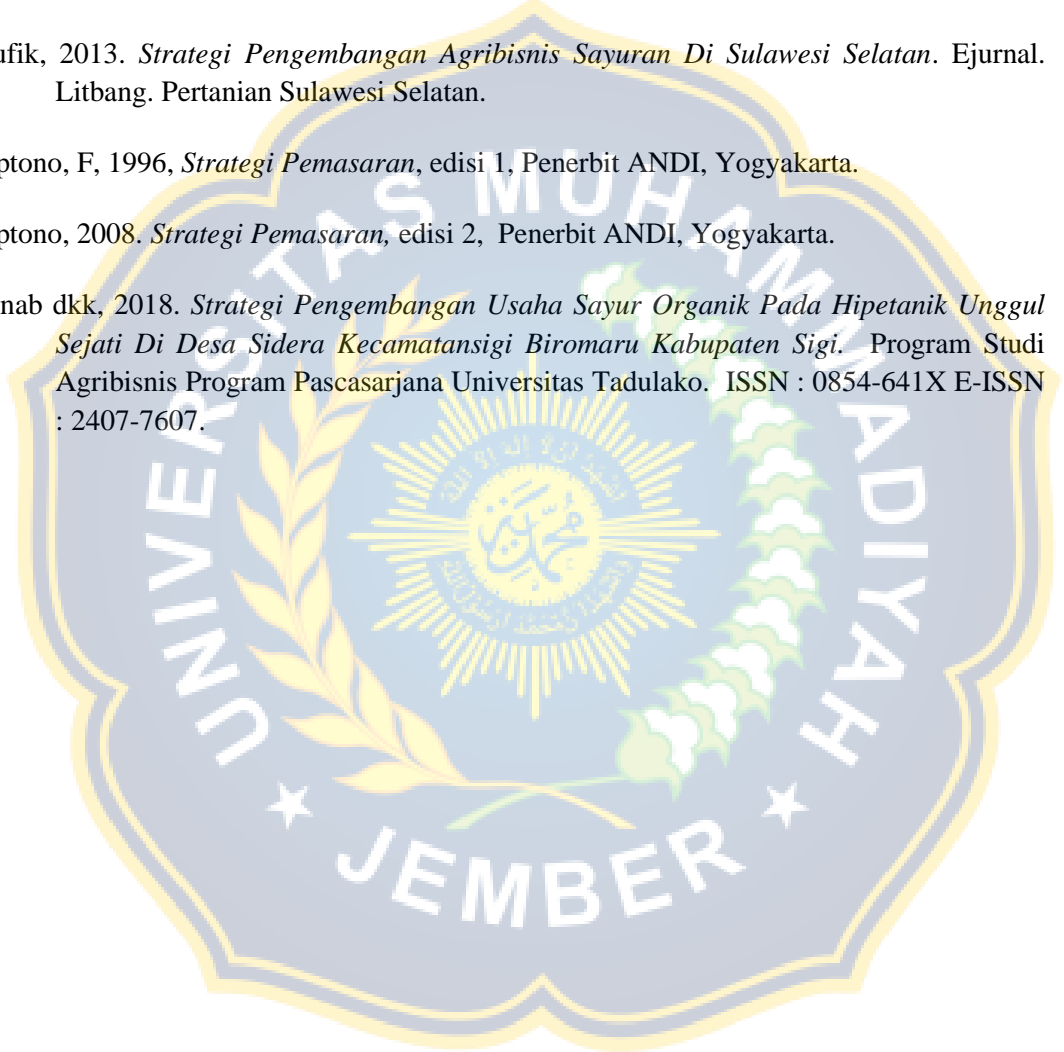 ufik, 2013. Strategi Pengembangan Agribisnis Sayuran Di Sulawesi Selatan. Ejurnal.
Litbang. Pertanian Sulawesi Selatan.
ptono, F, 1996, Strategi Pemasaran, edisi 1, Penerbit ANDI, Yogyakarta.
ptono, 2008. Strategi Pemasaran, edisi 2, Penerbit ANDI, Yogyakarta.
nab dkk, 2018. Strategi Pengembangan Usaha Sayur Organik Pada Hipetanik Unggul
Sejati Di Desa Sidera Kecamatansigi Biromaru Kabupaten Sigi. Program Studi
Agribisnis Program Pascasarjana Universitas Tadulako. ISSN : 0854-641X E-ISSN
: 2407-7607.
UNIVERSITAS MUHAMMADIYAH
JEMBER